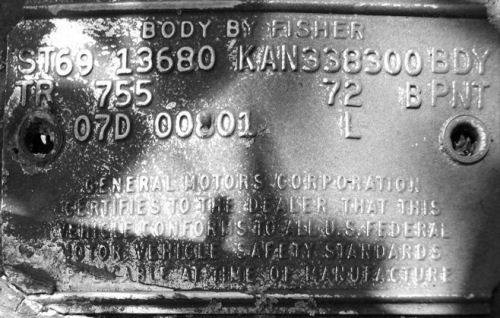 BODY BY FISHER
ST69 13680 KAN338300 BDY
TR 755 72 B PNT
07D 00801 L
GENERAL MOTORS CORPORATION
CERTIFIES TO THE DEALER THAT THIS
VEHICLE CONFORMS TO ALL U.S. FEDERAL
MOTOR VEHICLE SAFETY STANDARDS
AT TIME OF MANUFACTURE